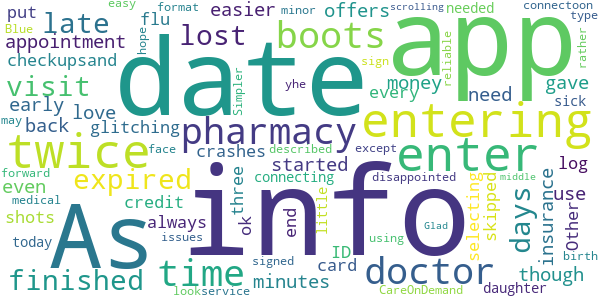 put late lost easier offers needed easy format connectoon type
Blue appointment flu boots minor scrolling
checkupsand date app hope rather
visit Simpler yhe money sign reliable
early love pharmacy every need gave sick
may back glitching entering
twice crashes described except log
face started enter
forward even expired connecting disappointed middle
As info three little days insurance use
medical credit selecting skipped Others
shots always ok end ID using Glad
today issues time card doctor though
finished signed minutes birth
look service CareOnDemand daughter